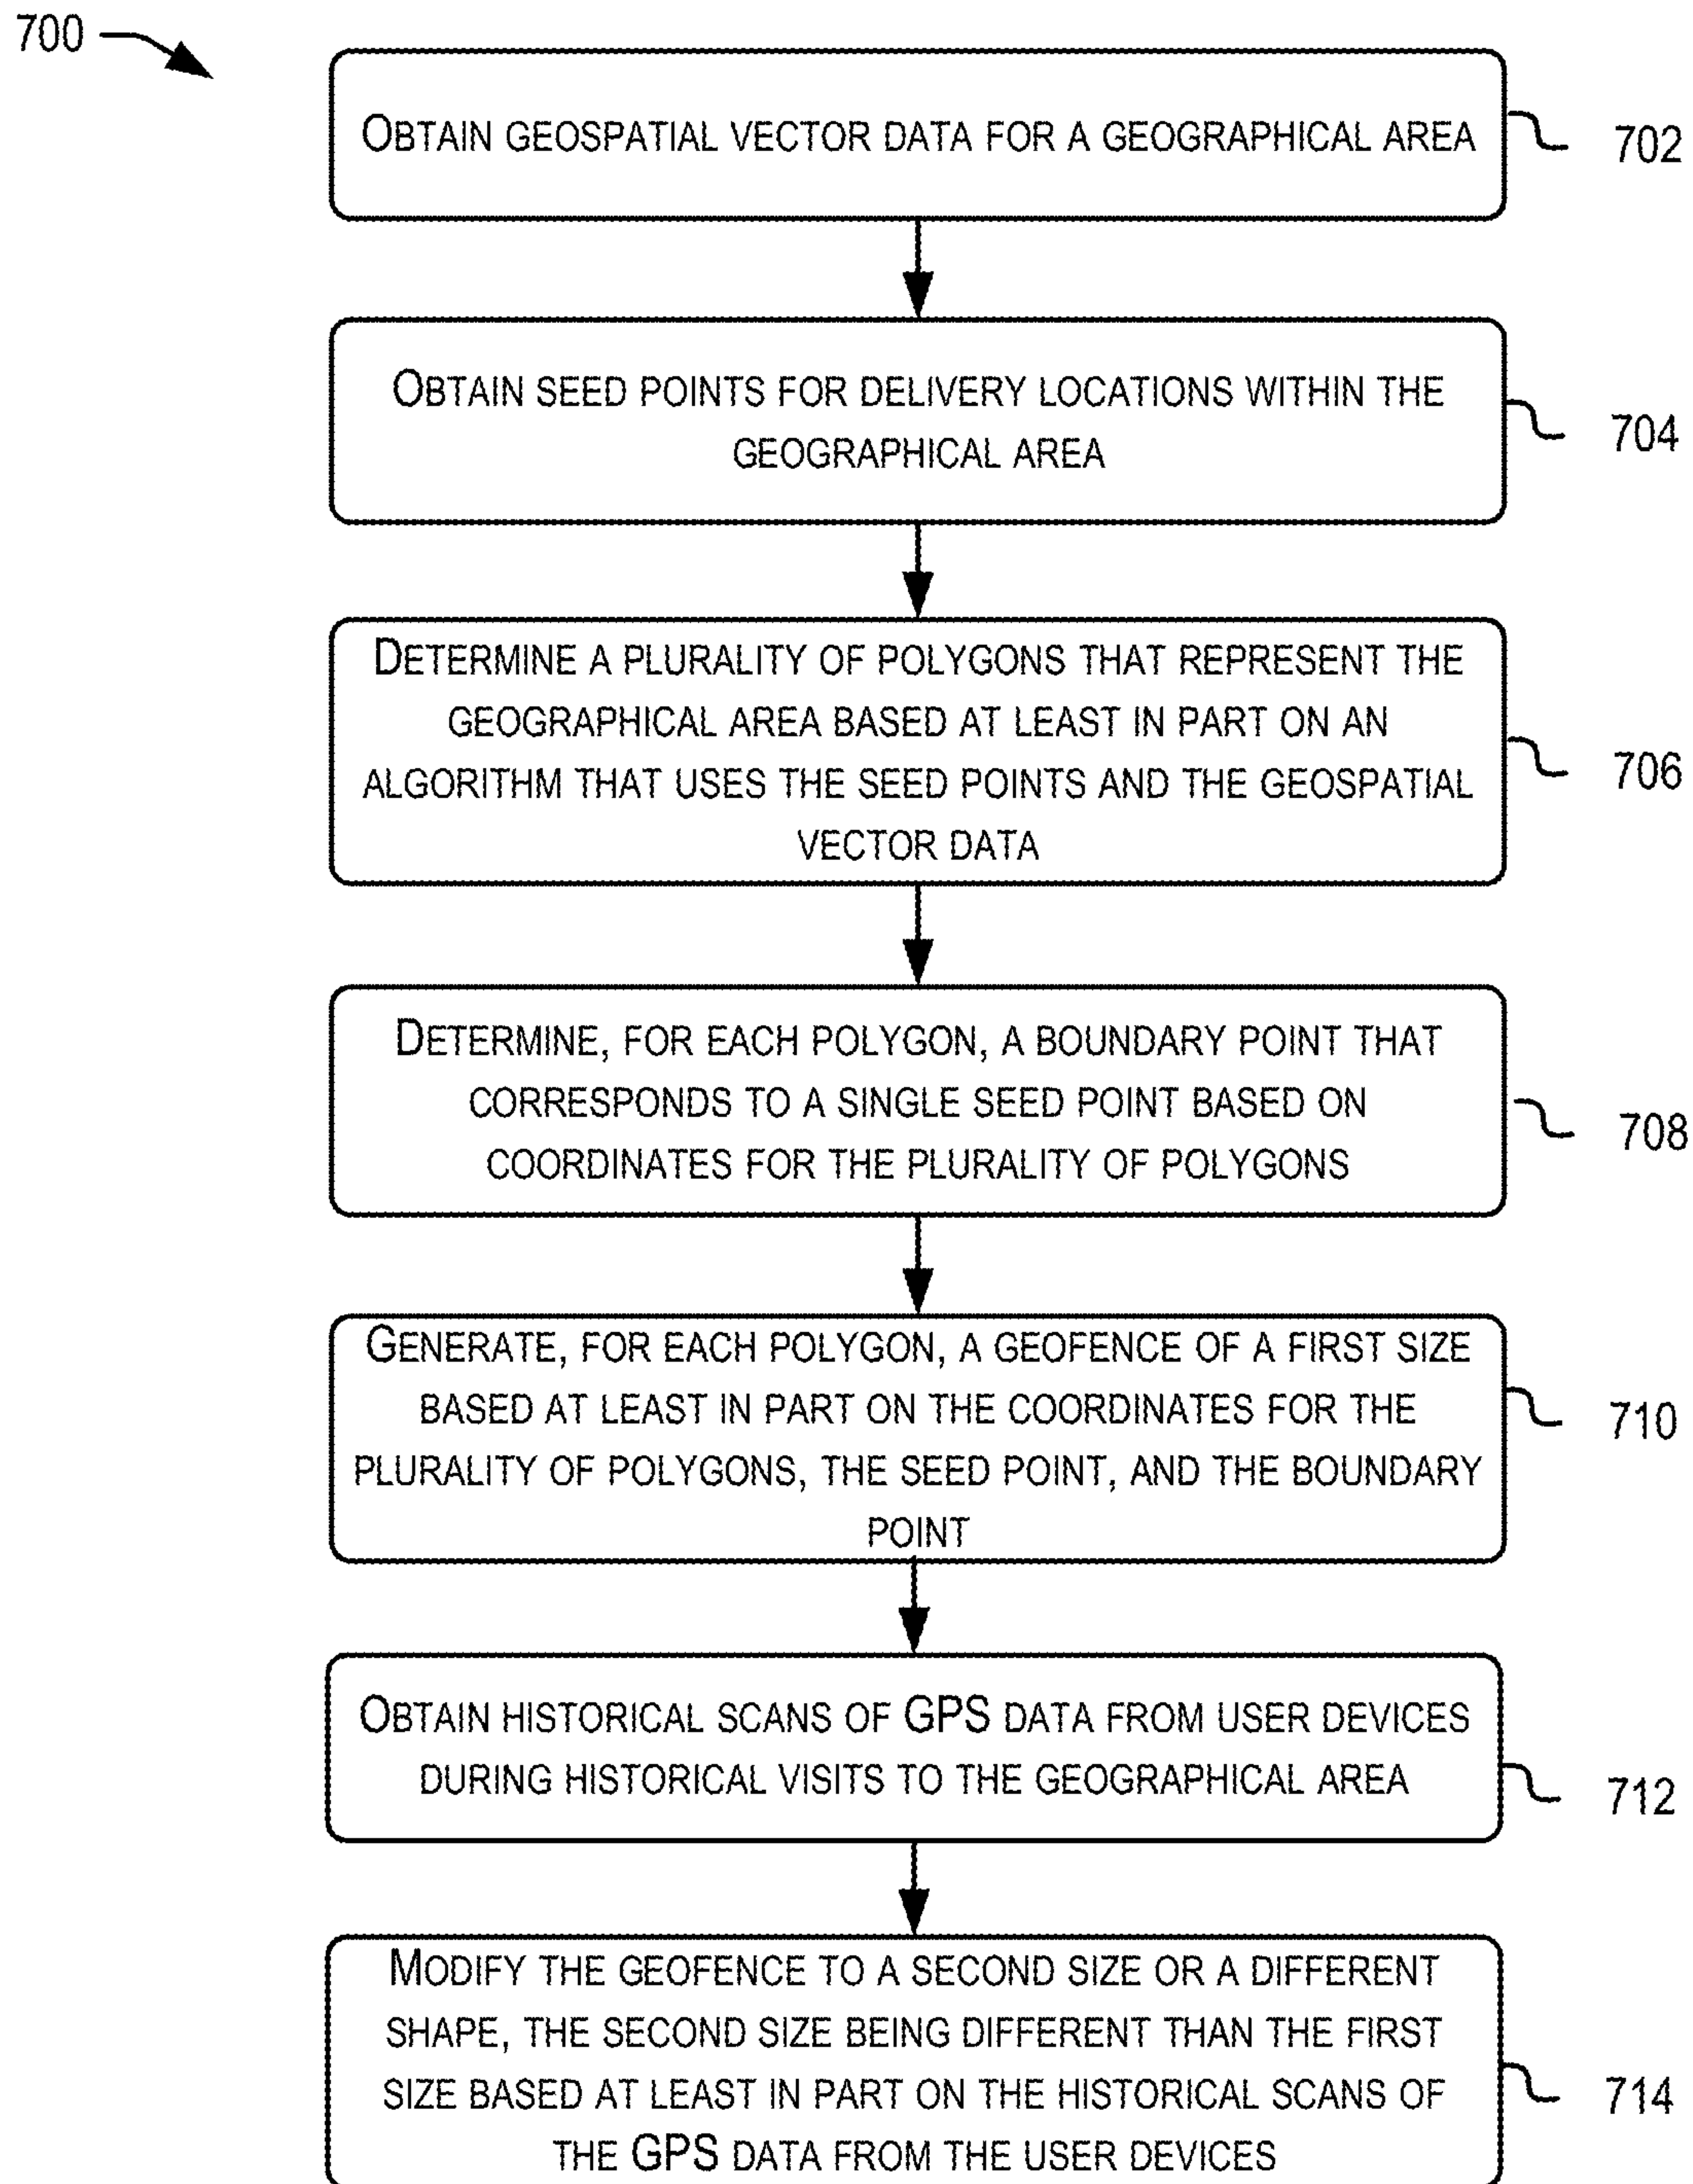 700
OBTAIN GEOSPATIAL VECTOR DATA FOR A GEOGRAPHICAL AREA
702
OBTAIN SEED POINTS FOR DELIVERY LOCATIONS WITHIN THE
GEOGRAPHICAL AREA
704
DETERMINE A PLURALITY OF POLYGONS THAT REPRESENT THE
GEOGRAPHICAL AREA BASED AT LEAST IN PART ON AN
ALGORITHM THAT USES THE SEED POINTS AND THE GEOSPATIAL
VECTOR DATA
706
DETERMINE, FOR EACH POLYGON, A BOUNDARY POINT THAT
CORRESPONDS TO A SINGLE SEED POINT BASED ON
COORDINATES FOR THE PLURALITY OF POLYGONS
708
GENERATE, FOR EACH POLYGON, A GEOFENCE OF A FIRST SIZE
BASED AT LEAST IN PART ON THE COORDINATES FOR THE
PLURALITY OF POLYGONS, THE SEED POINT, AND THE BOUNDARY
POINT
710
OBTAIN HISTORICAL SCANS OF GPS DATA FROM USER DEVICES
DURING HISTORICAL VISITS TO THE GEOGRAPHICAL AREA
712
MODIFY THE GEOFENCE TO A SECOND SIZE OR A DIFFERENT
SHAPE, THE SECOND SIZE BEING DIFFERENT THAN THE FIRST
SIZE BASED AT LEAST IN PART ON THE HISTORICAL SCANS OF
THE GPS DATA FROM THE USER DEVICES
714